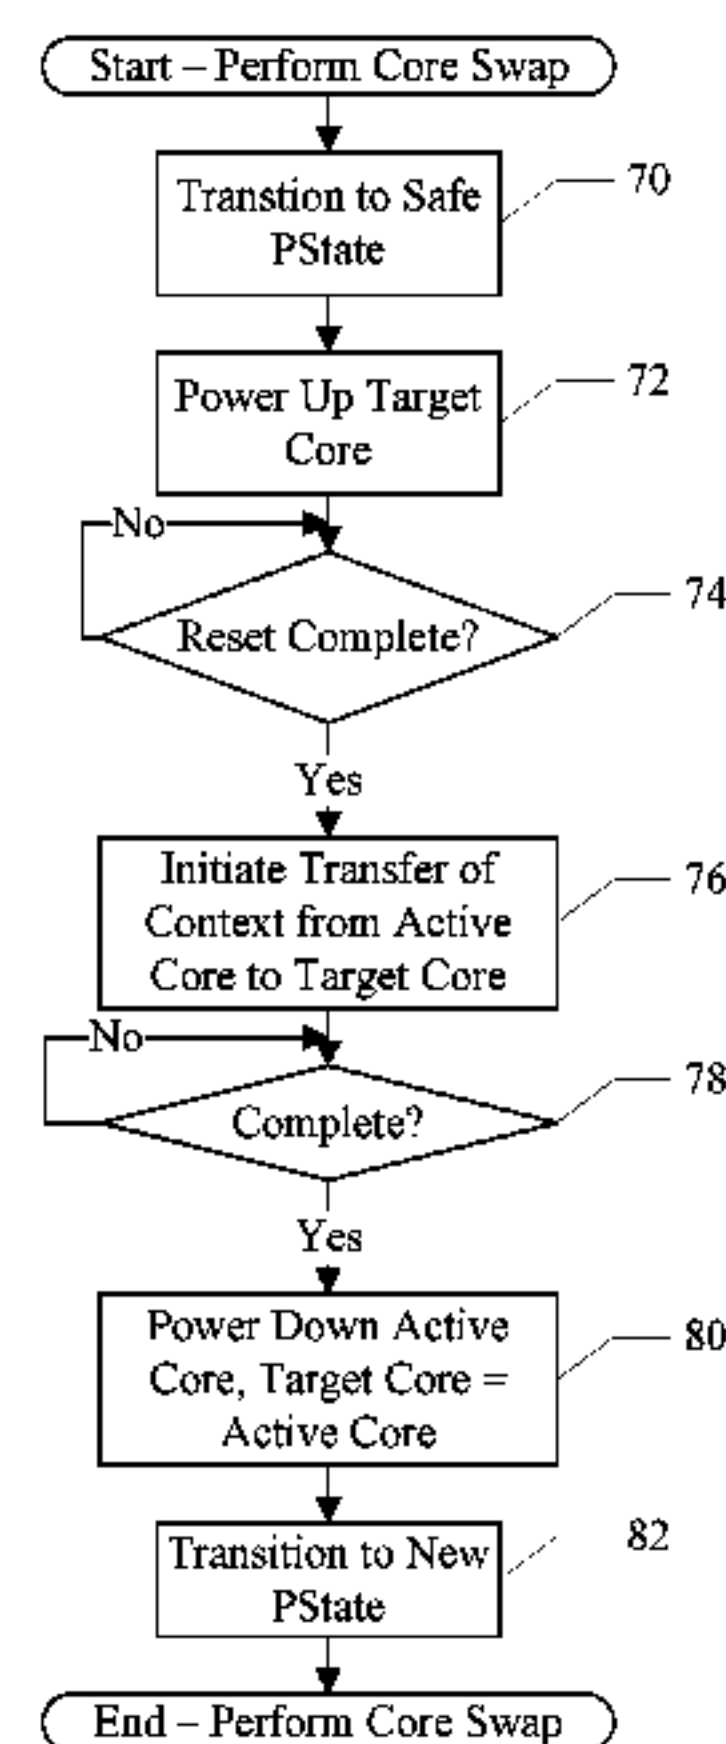 Start – Perform Core Swap
Transtion to Safe
PState
70
Power Up Target
Core
72
No
Reset Complete?
74
Yes
Initiate Transfer of
Context from Active
Core to Target Core
76
No
Complete?
78
Yes
Power Down Active
Core, Target Core =
Active Core
80
Transition to New
PState
82
End – Perform Core Swap